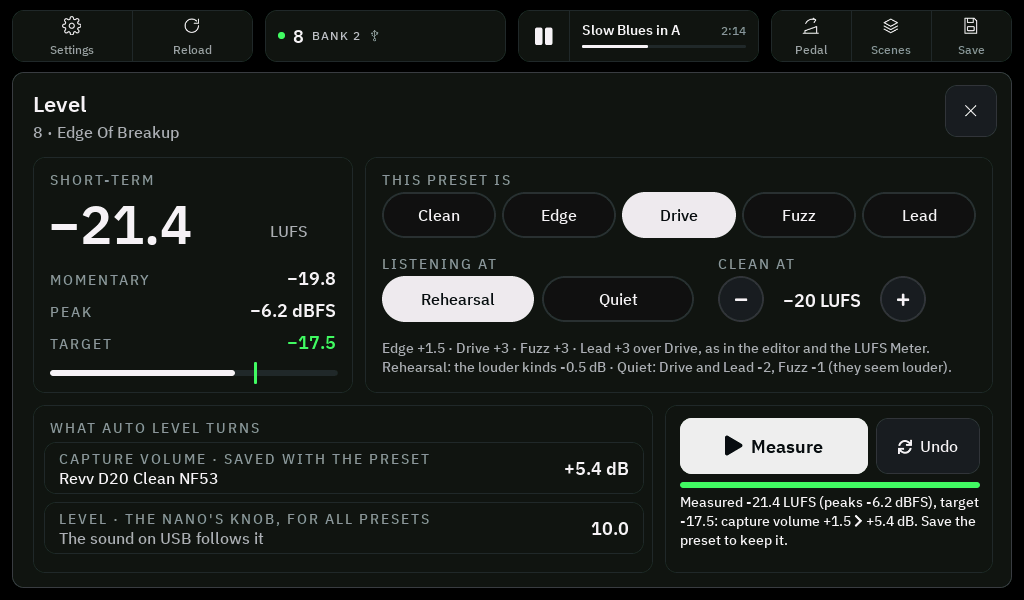 Settings
Reload
8 BANK 2
Slow Blues in A 2:14
Pedal
Scenes
Save
Level
8 · Edge Of Breakup
SHORT-TERM
−21.4 LUFS
MOMENTARY −19.8
PEAK −6.2 dBFS
TARGET −17.5
THIS PRESET IS
Clean Edge Drive Fuzz Lead
LISTENING AT
Rehearsal Quiet
CLEAN AT
− −20 LUFS +
Edge +1.5 · Drive +3 · Fuzz +3 · Lead +3 over Drive, as in the editor and the LUFS Meter.
Rehearsal: the louder kinds -0.5 dB · Quiet: Drive and Lead -2, Fuzz -1 (they seem louder).
WHAT AUTO LEVEL TURNS
CAPTURE VOLUME · SAVED WITH THE PRESET
Revv D20 Clean NF53
+5.4 dB
LEVEL · THE NANO'S KNOB, FOR ALL PRESETS
The sound on USB follows it
10.0
Measure
Undo
Measured -21.4 LUFS (peaks -6.2 dBFS), target
-17.5: capture volume +1.5 > +5.4 dB. Save the
preset to keep it.